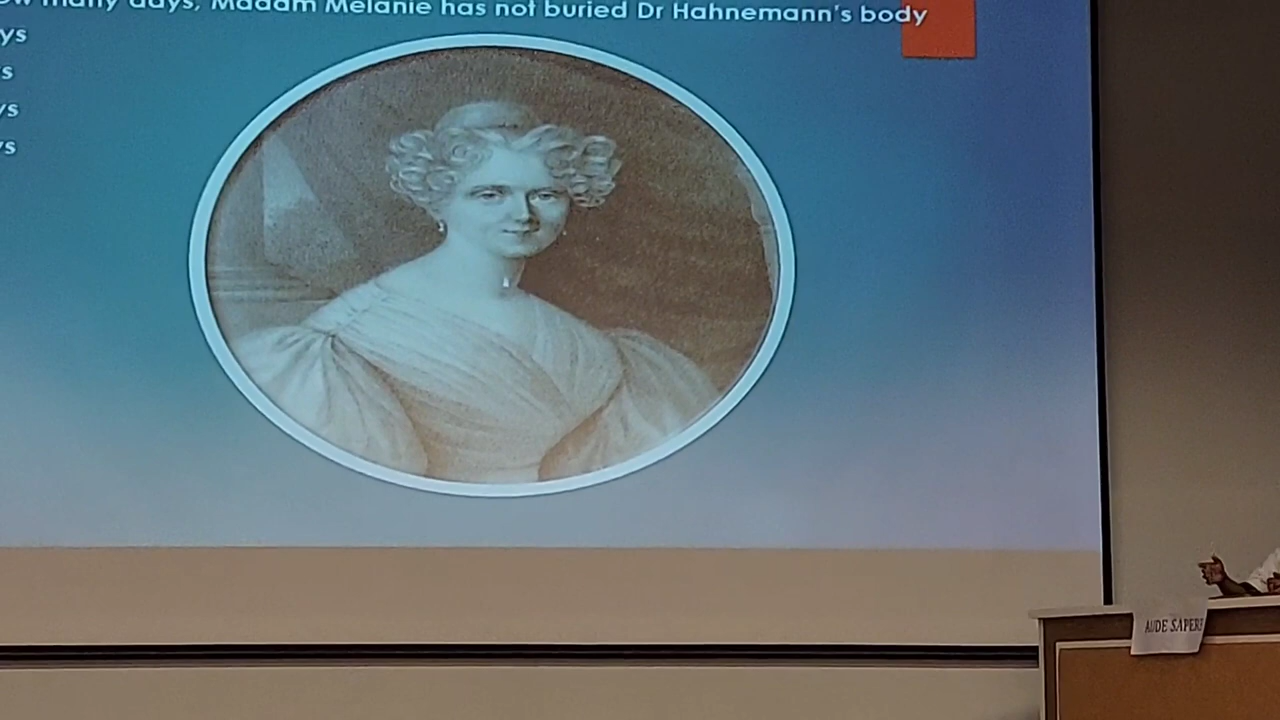 many days, Madam Melanie has not buried Dr Hahnemann's body
ys
s
ys
ys
AUDE SAPERE